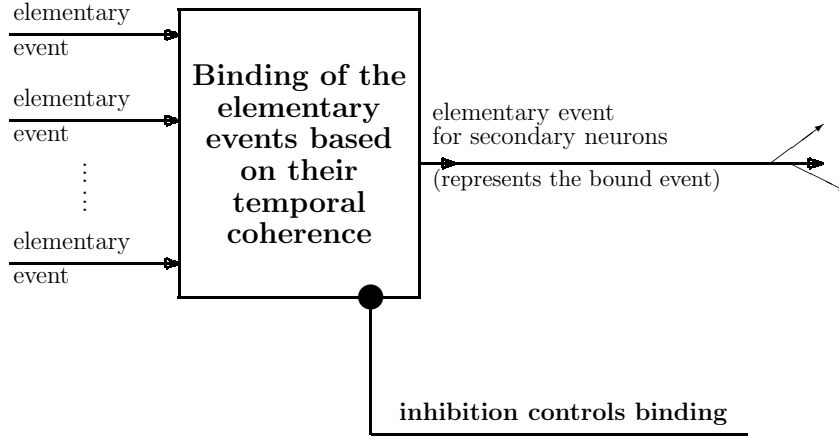 elementary
event
elementary
event
elementary
event
Binding of the
elementary
events based
on their
temporal
coherence
elementary event
for secondary neurons
(represents the bound event)
inhibition controls binding